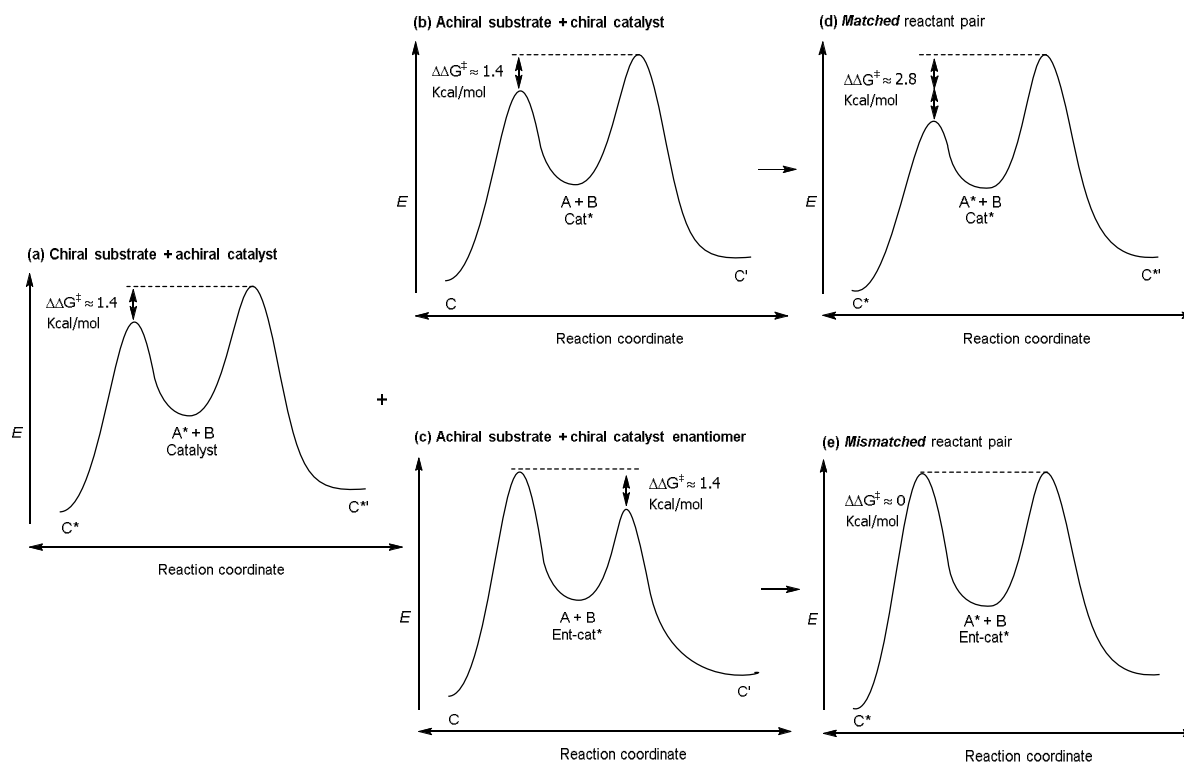 (a) Chiral substrate + achiral catalyst
ΔΔG‡ ≈ 1.4
Kcal/mol
E
A* + B
Catalyst
C*
C*'
Reaction coordinate
+
(b) Achiral substrate + chiral catalyst
ΔΔG‡ ≈ 1.4
Kcal/mol
E
A + B
Cat*
C
C'
Reaction coordinate
(d) Matched reactant pair
ΔΔG‡ ≈ 2.8
Kcal/mol
E
A* + B
Cat*
C*
C*'
Reaction coordinate
(c) Achiral substrate + chiral catalyst enantiomer
ΔΔG‡ ≈ 1.4
Kcal/mol
E
A + B
Ent-cat*
C
C'
Reaction coordinate
(e) Mismatched reactant pair
ΔΔG‡ ≈ 0
Kcal/mol
E
A* + B
Ent-cat*
C*
Reaction coordinate